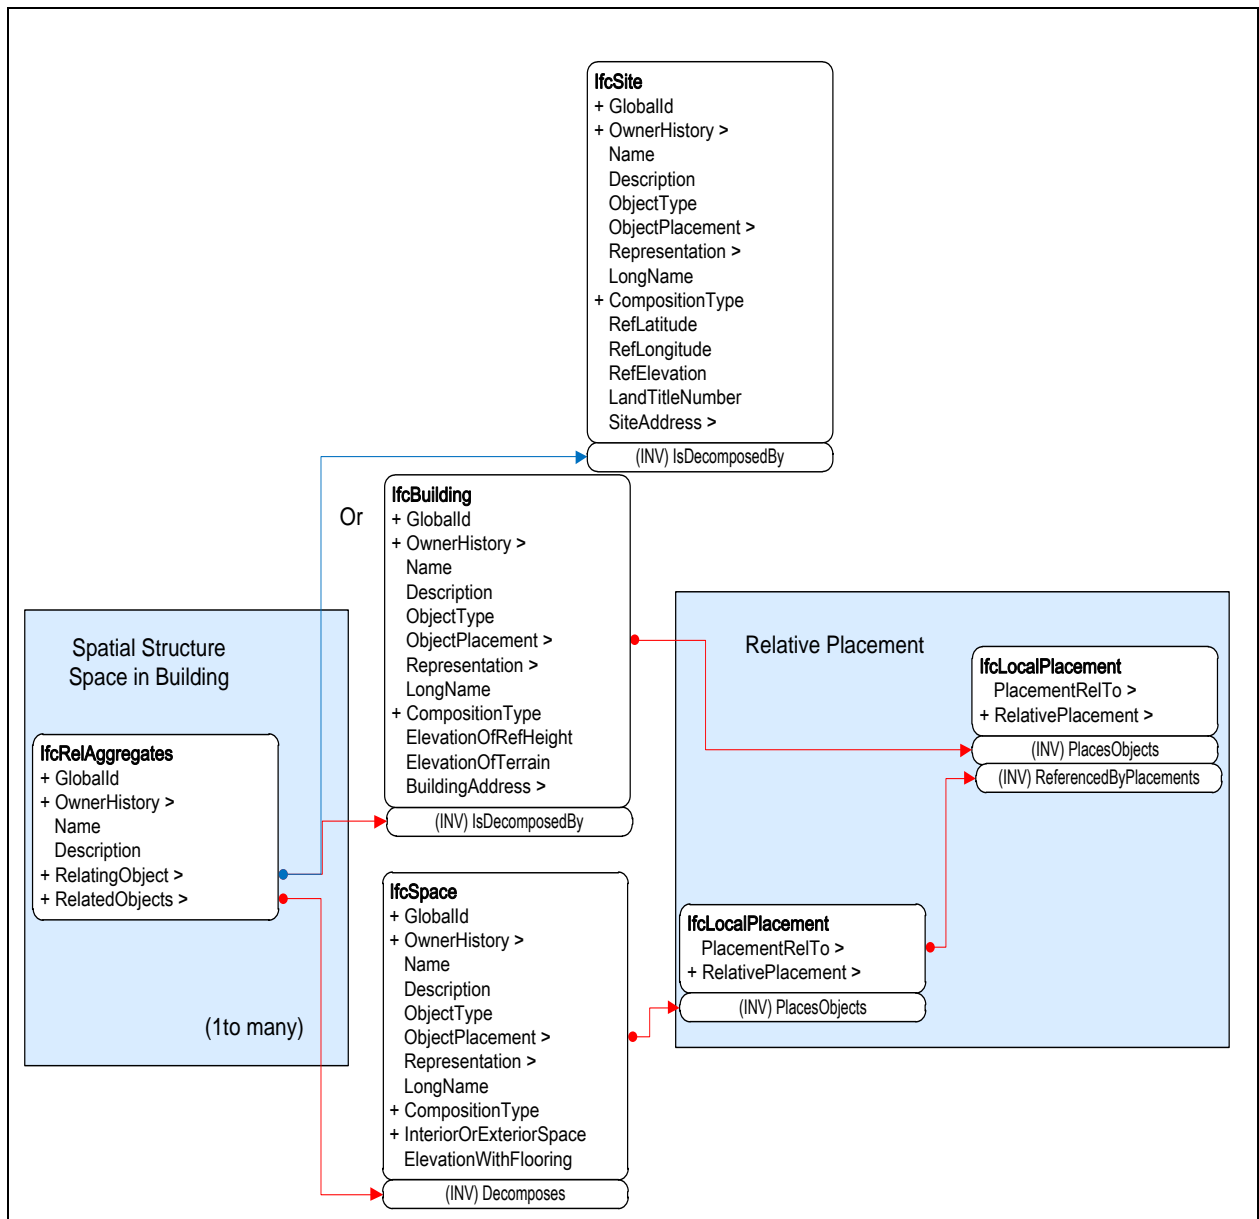 IfcSite
+ GlobalId
+ OwnerHistory >
Name
Description
ObjectType
ObjectPlacement >
Representation >
LongName
+ CompositionType
RefLatitude
RefLongitude
RefElevation
LandTitleNumber
SiteAddress >
(INV) IsDecomposedBy
Or
IfcBuilding
+ GlobalId
+ OwnerHistory >
Name
Description
ObjectType
ObjectPlacement >
Representation >
LongName
+ CompositionType
ElevationOfRefHeight
ElevationOfTerrain
BuildingAddress >
(INV) IsDecomposedBy
Spatial Structure
Space in Building
IfcRelAggregates
+ GlobalId
+ OwnerHistory >
Name
Description
+ RelatingObject >
+ RelatedObjects >
(1to many)
Relative Placement
IfcLocalPlacement
PlacementRelTo >
+ RelativePlacement >
(INV) PlacesObjects
(INV) ReferencedByPlacements
IfcSpace
+ GlobalId
+ OwnerHistory >
Name
Description
ObjectType
ObjectPlacement >
Representation >
LongName
+ CompositionType
+ InteriorOrExteriorSpace
ElevationWithFlooring
(INV) Decomposes
IfcLocalPlacement
PlacementRelTo >
+ RelativePlacement >
(INV) PlacesObjects